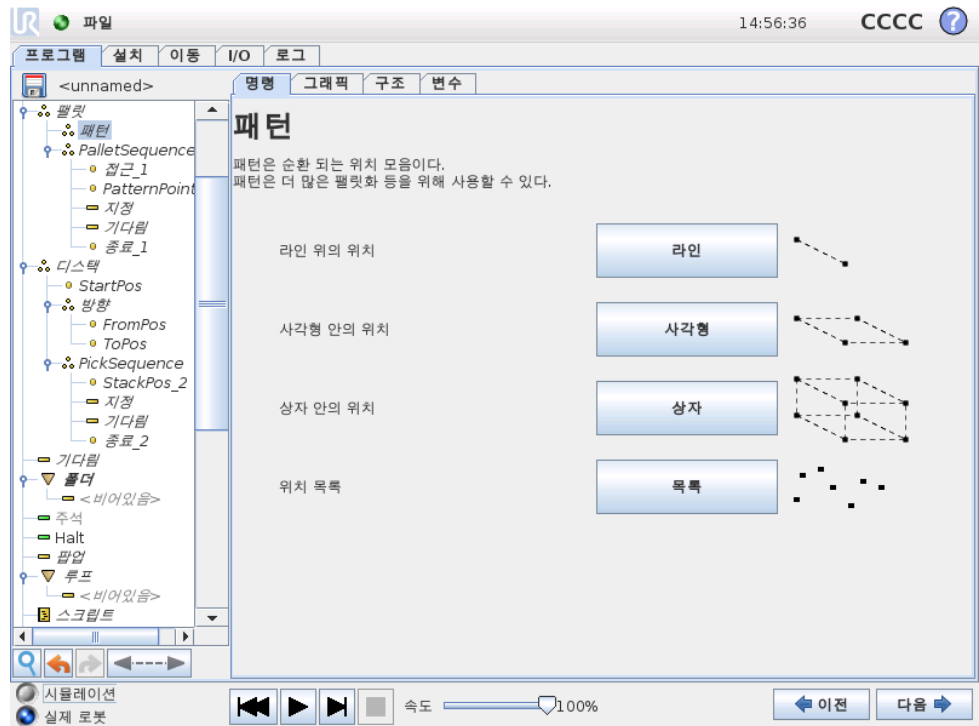 UR 파일 14:56:36 CCCC ?
프로그램 설치 이동 I/O 로그
<unnamed>
팰릿
패턴
PalletSequence
접근_1
PatternPoint
지정
기다림
종료_1
디스택
StartPos
방향
FromPos
ToPos
PickSequence
StackPos_2
지정
기다림
종료_2
기다림
폴더
<비어있음>
주석
Halt
팝업
루프
<비어있음>
스크립트
명령 그래픽 구조 변수
패턴
패턴은 순환 되는 위치 모음이다.
패턴은 더 많은 팰릿화 등을 위해 사용할 수 있다.
라인 위의 위치 라인
사각형 안의 위치 사각형
상자 안의 위치 상자
위치 목록 목록
시뮬레이션
실제 로봇
속도 100%
이전 다음